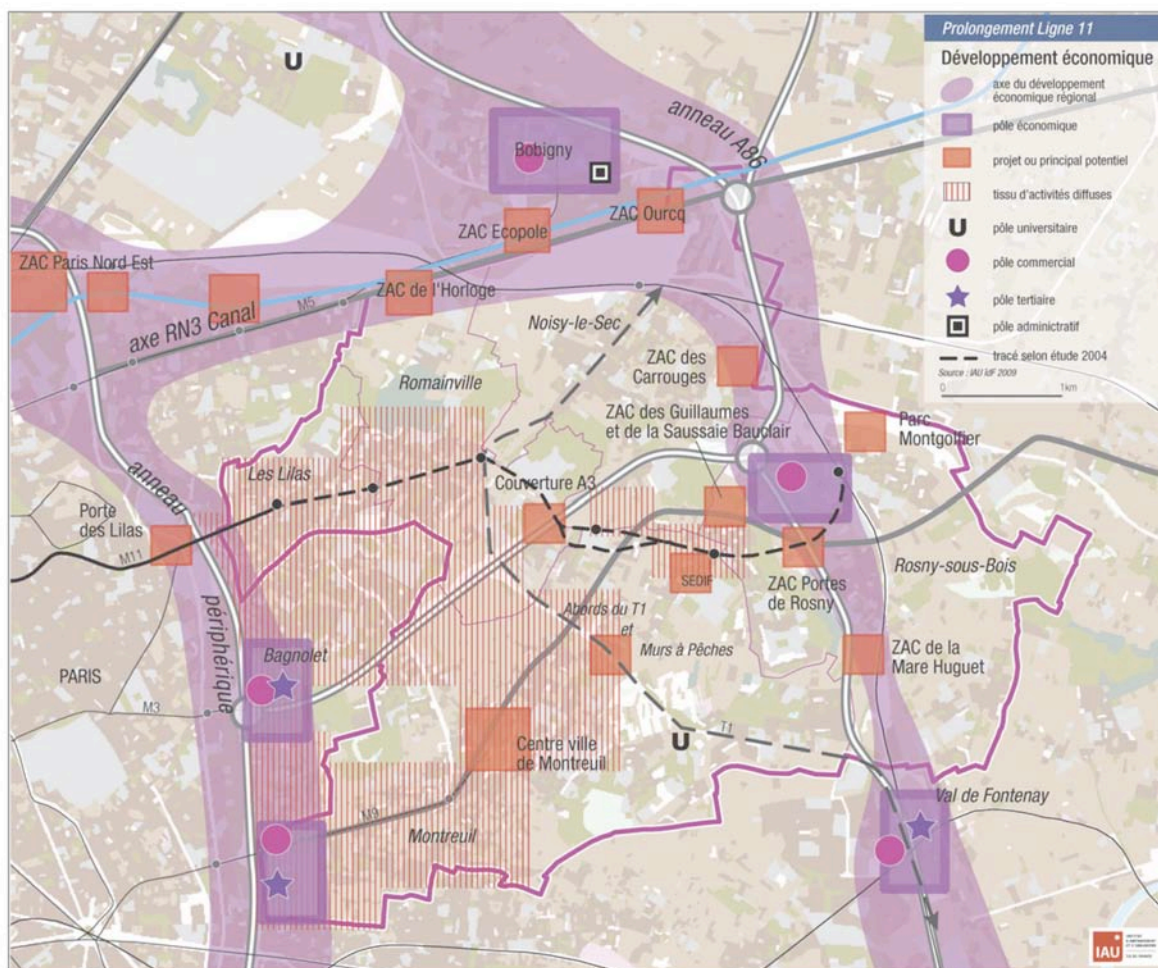 Prolongement Ligne 11
Développement économique
axe du développement
économique régional
pôle économique
projet ou principal potentiel
tissu d'activités diffuses
U
pôle universitaire
pôle commercial
pôle tertiaire
pôle adminictratif
tracé selon étude 2004
Source : IAU îdF 2009
0
1km
U
anneau A86
Bobigny
ZAC Ourcq
ZAC Ecopole
ZAC Paris Nord Est
ZAC de l'Horloge
M5
axe RN3 Canal
Noisy-le-Sec
ZAC des
Carrouges
Romainville
ZAC des Guillaumes
et de la Saussaie Bauclair
Parc
Montgolfier
Les Lilas
anneau
Couverture A3
Porte
des Lilas
M11
SEDIF
ZAC Portes
de Rosny
Rosny-sous-Bois
périphérique
Abords du T1
et
Murs à Pêches
Bagnolet
ZAC de la
Mare Huguet
PARIS
M3
U
T1
Centre ville
de Montreuil
M9
Montreuil
Val de Fontenay
IAU